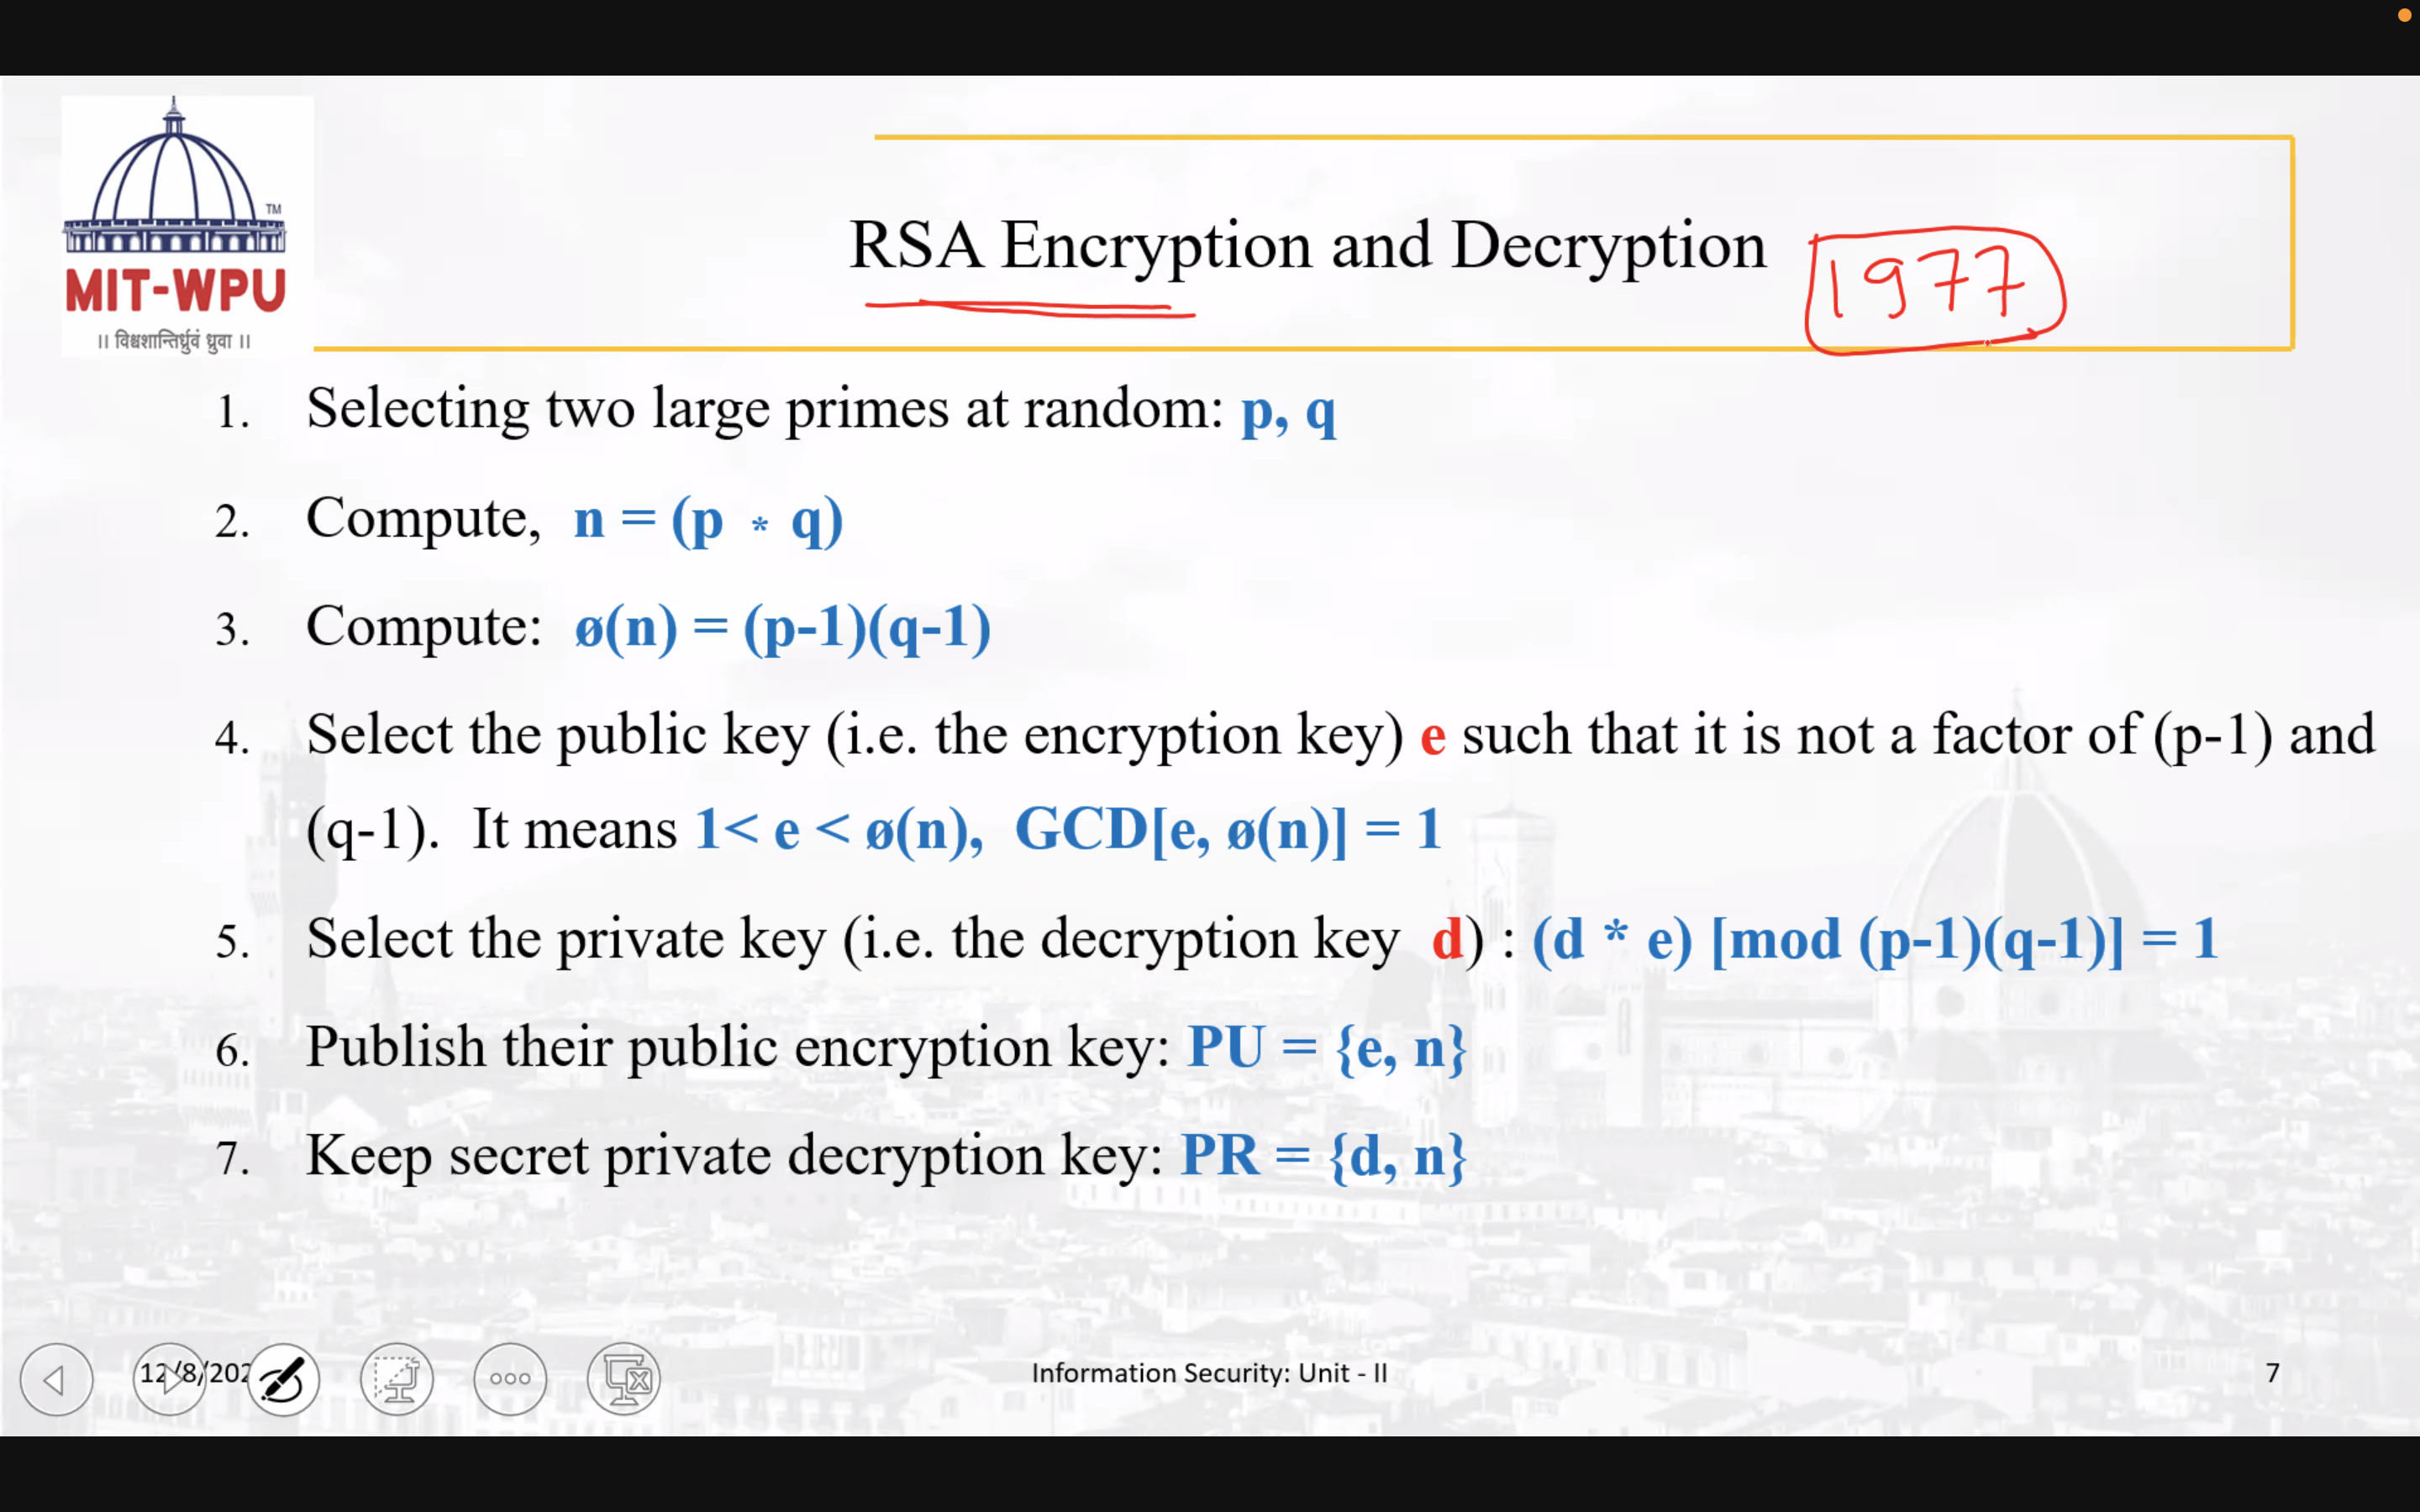 TM
MIT-WPU
॥ विश्वशान्तिर्ध्रुवं ध्रुवा ॥
RSA Encryption and Decryption
1977
1. Selecting two large primes at random: p, q
2. Compute, n = (p * q)
3. Compute: ø(n) = (p-1)(q-1)
4. Select the public key (i.e. the encryption key) e such that it is not a factor of (p-1) and
(q-1). It means 1< e < ø(n), GCD[e, ø(n)] = 1
5. Select the private key (i.e. the decryption key d) : (d * e) [mod (p-1)(q-1)] = 1
6. Publish their public encryption key: PU = {e, n}
7. Keep secret private decryption key: PR = {d, n}
12/8/202
Information Security: Unit - II
7